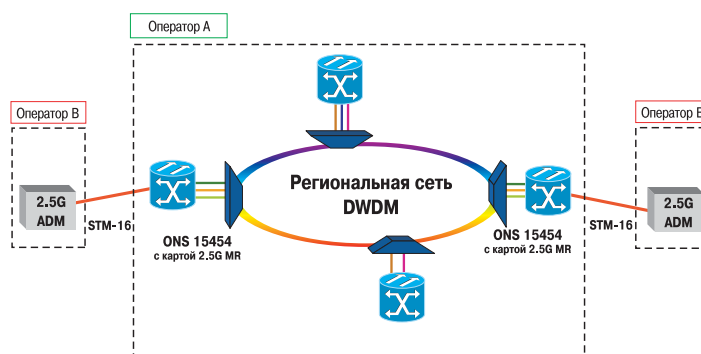 Оператор A
Оператор B
2.5G
ADM
STM-16
ONS 15454
с картой 2.5G MR
Региональная сеть
DWDM
ONS 15454
с картой 2.5G MR
STM-16
Оператор
2.5G
ADM